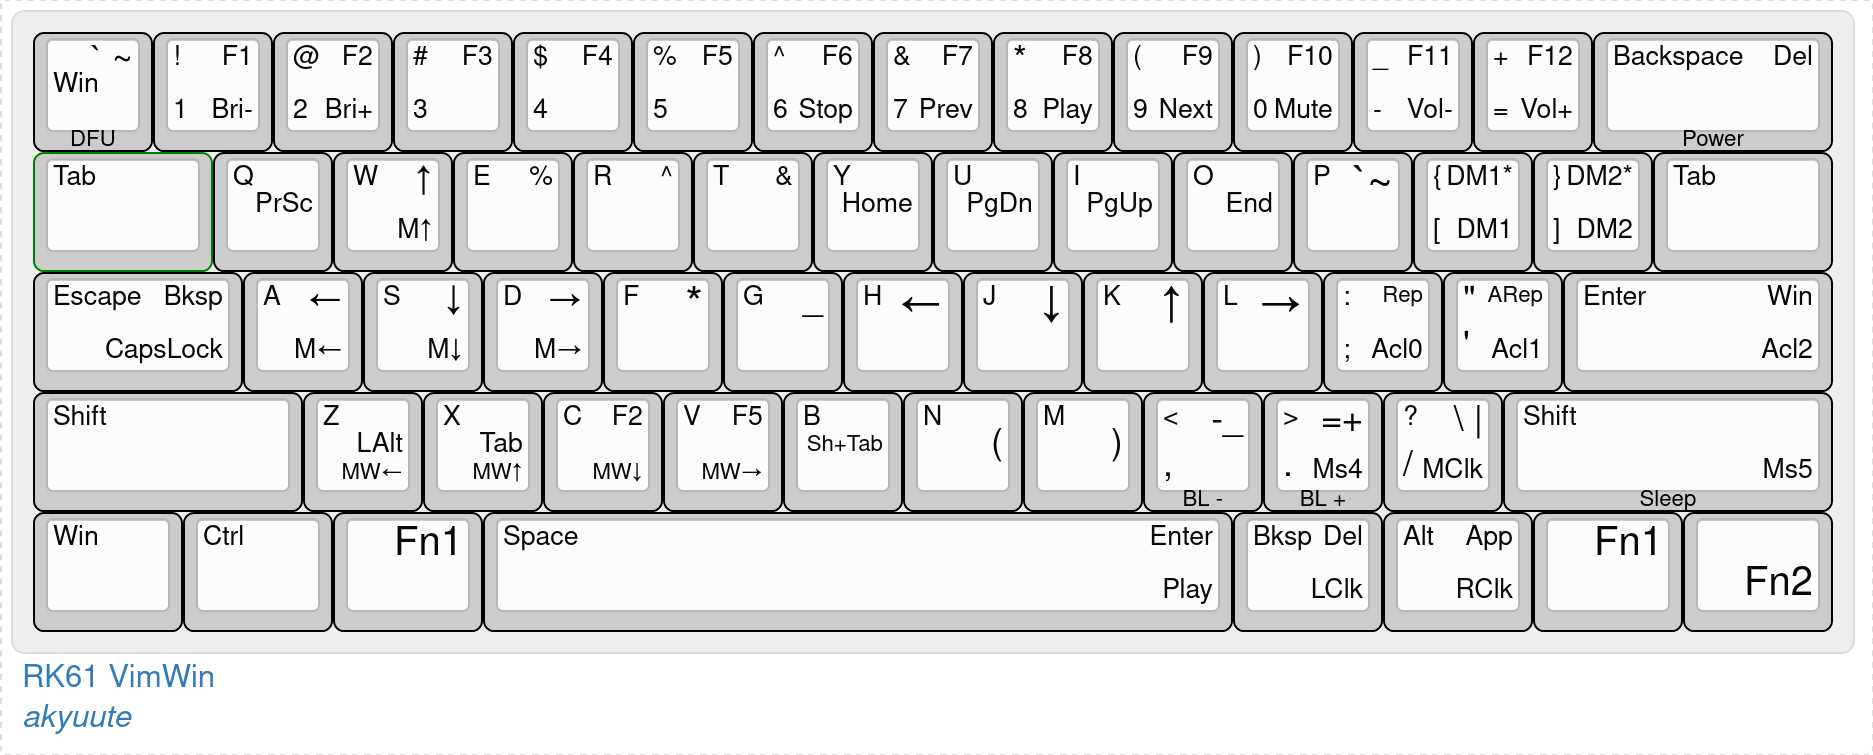 ` ~ ! F1 @ F2 # F3 $ F4 % F5 ^ F6 & F7 * F8 ( F9 ) F10 _ F11 + F12 Backspace Del
Win
1 Bri- 2 Bri+ 3 4 5 6 Stop 7 Prev 8 Play 9 Next 0 Mute - Vol- = Vol+
DFU Power
Tab Q W ↑ E % R ^ T & Y U I O P ` ~ { DM1* } DM2* Tab
PrSc Home PgDn PgUp End
M↑ [ DM1 ] DM2
Escape Bksp A ← S ↓ D → F * G _ H ← J ↓ K ↑ L → : Rep " ARep Enter Win
CapsLock M← M↓ M→ ; Acl0 ' Acl1 Acl2
Shift Z X C F2 V F5 B N M < -_ > =+ ? \ | Shift
LAlt Tab Sh+Tab ( )
MW← MW↑ MW↓ MW→ , . Ms4 / MClk Ms5
BL - BL + Sleep
Win Ctrl Fn1 Space Enter Bksp Del Alt App Fn1
Play LClk RClk Fn2
RK61 VimWin
akyuute